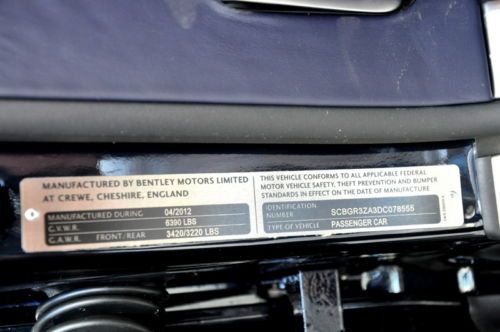 MANUFACTURED BY BENTLEY MOTORS LIMITED
AT CREWE, CHESHIRE, ENGLAND
MANUFACTURED DURING 04/2012
G.V.W.R. 6390 LBS
G.A.W.R. FRONT/REAR 3420/3220 LBS
THIS VEHICLE CONFORMS TO ALL APPLICABLE FEDERAL
MOTOR VEHICLE SAFETY, THEFT PREVENTION AND BUMPER
STANDARDS IN EFFECT ON THE DATE OF MANUFACTURE
IDENTIFICATION
NUMBER SCBGR3ZA3DC078555
TYPE OF VEHICLE PASSENGER CAR